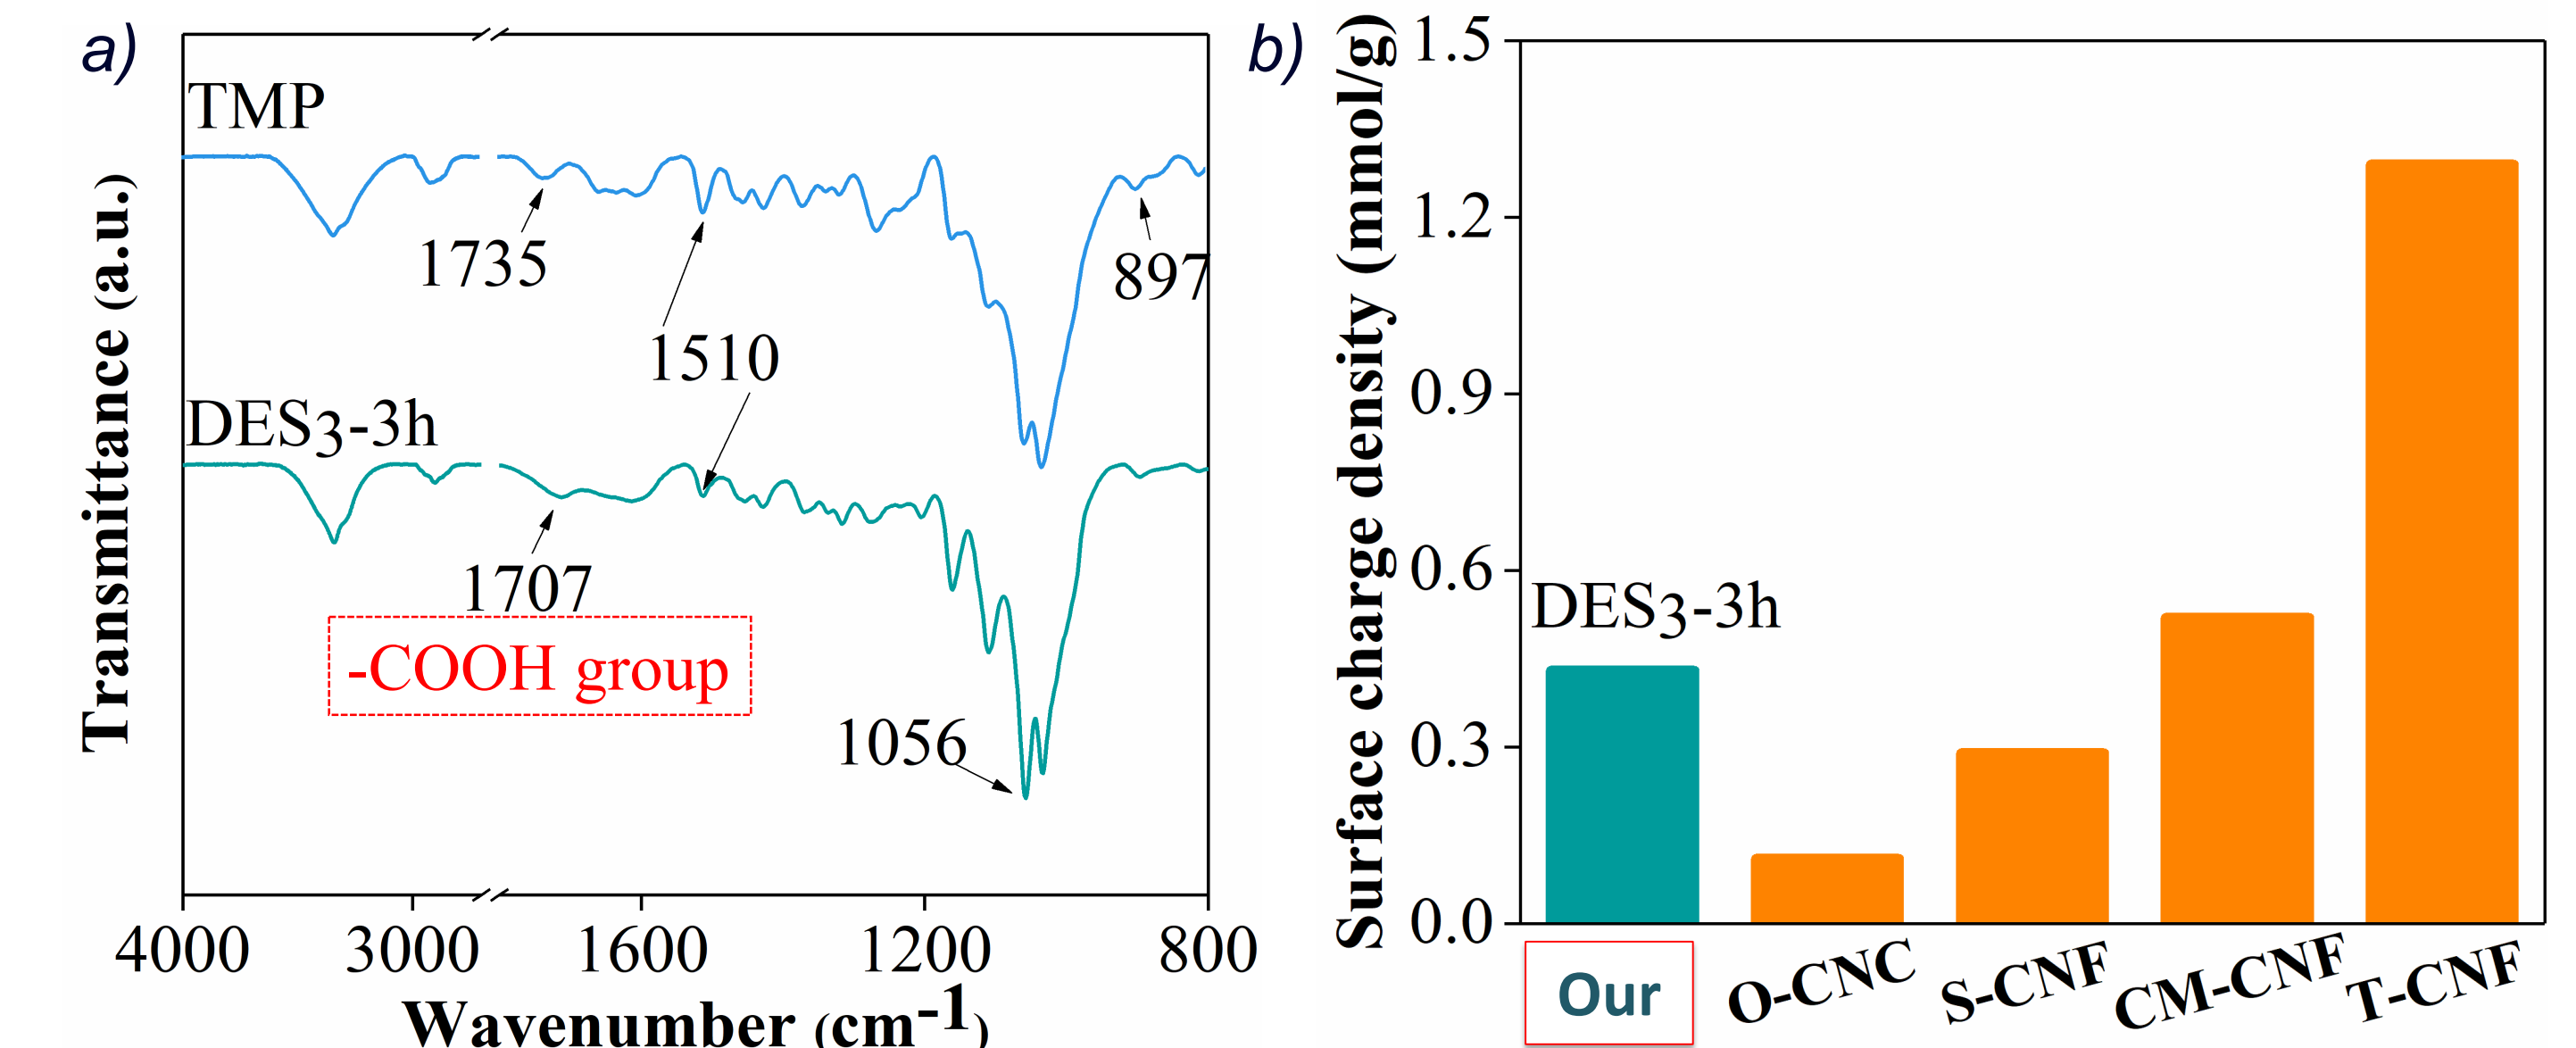 a)
TMP
1735
1510
897
DES3-3h
1707
-COOH group
1056
Transmittance (a.u.)
4000 3000 1600 1200 800
Wavenumber (cm-1)
b)
Surface charge density (mmol/g)
1.5
1.2
0.9
0.6
0.3
0.0
DES3-3h
Our O-CNC S-CNF CM-CNF T-CNF